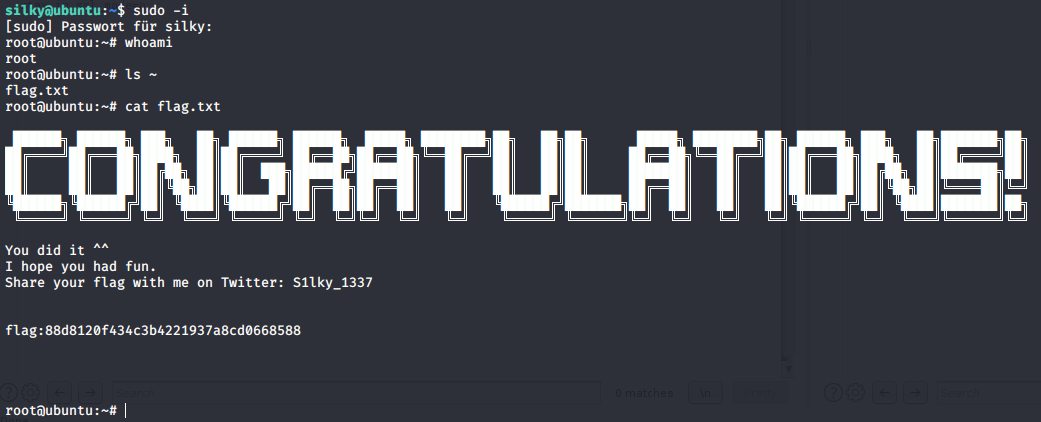 silky@ubuntu:~$ sudo -i
[sudo] Passwort für silky:
root@ubuntu:~# whoami
root
root@ubuntu:~# ls ~
flag.txt
root@ubuntu:~# cat flag.txt
CONGRATULATIONS!
You did it ^^
I hope you had fun.
Share your flag with me on Twitter: S1lky_1337
flag:88d8120f434c3b4221937a8cd0668588
Search... 0 matches \n Search...
root@ubuntu:~#